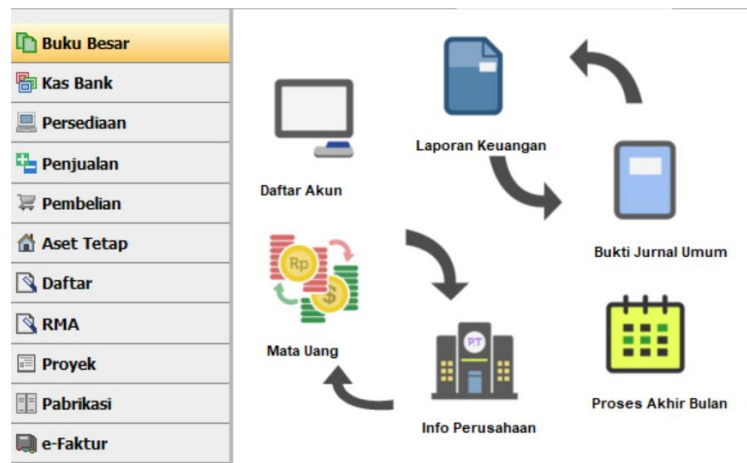 Buku Besar
Kas Bank
Persediaan
Penjualan
Pembelian
Aset Tetap
Daftar
RMA
Proyek
Pabrikasi
e-Faktur
Laporan Keuangan
Daftar Akun
Bukti Jurnal Umum
Rp
$
Mata Uang
PT
Info Perusahaan
Proses Akhir Bulan